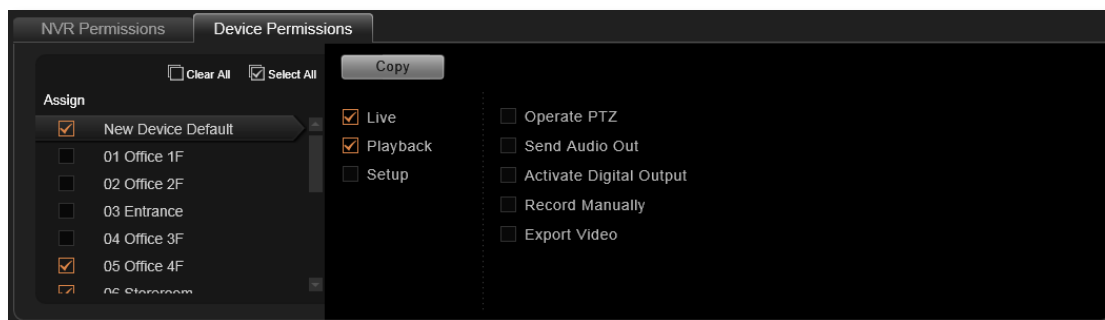 NVR Permissions
Device Permissions
Clear All
Select All
Copy
Assign
New Device Default
01 Office 1F
02 Office 2F
03 Entrance
04 Office 3F
05 Office 4F
06 Storeroom
Live
Playback
Setup
Operate PTZ
Send Audio Out
Activate Digital Output
Record Manually
Export Video